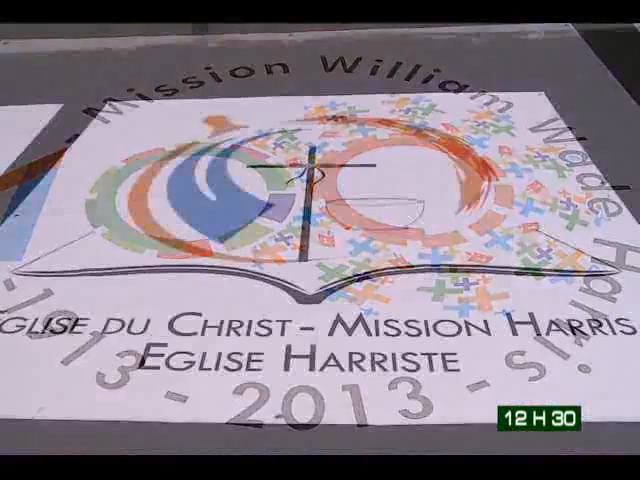 Mission William Wade Harris
EGLISE DU CHRIST - MISSION HARRIS
EGLISE HARRISTE
1913 - 2013 -
12 H 30